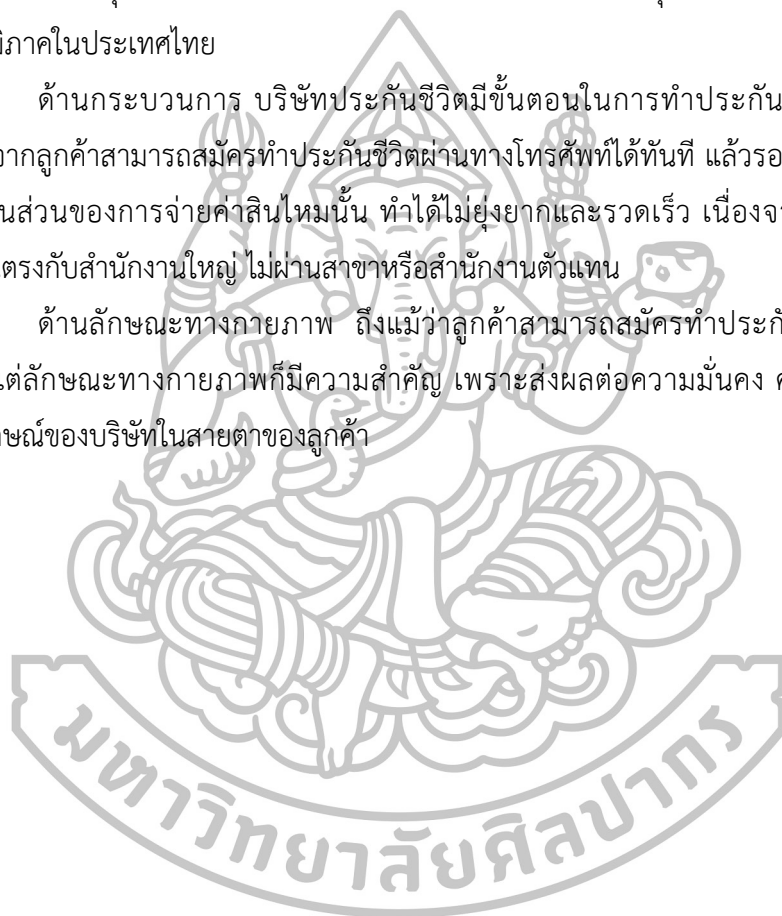 ภาคในประเทศไทย
ด้านกระบวนการ บริษัทประกันชีวิตมีขั้นตอนในการทำประกัน
จากลูกค้าสามารถสมัครทำประกันชีวิตผ่านทางโทรศัพท์ได้ทันที แล้วรอ
นส่วนของการจ่ายค่าสินไหมนั้น ทำได้ไม่ยุ่งยากและรวดเร็ว เนื่องจา
ตรงกับสำนักงานใหญ่ ไม่ผ่านสาขาหรือสำนักงานตัวแทน
ด้านลักษณะทางกายภาพ ถึงแม้ว่าลูกค้าสามารถสมัครทำประกั
แต่ลักษณะทางกายภาพก็มีความสำคัญ เพราะส่งผลต่อความมั่นคง
ษณ์ของบริษัทในสายตาของลูกค้า
มหาวิทยาลัยศิลปากร